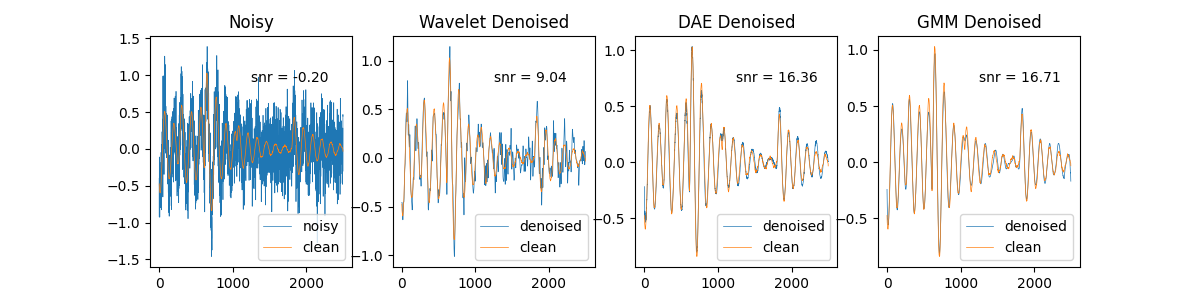 Noisy
1.5
1.0
0.5
0.0
−0.5
−1.0
−1.5
snr = -0.20
noisy
clean
0
1000
2000
Wavelet Denoised
1.0
0.5
0.0
−0.5
−1.0
snr = 9.04
denoised
clean
0
1000
2000
DAE Denoised
1.0
0.5
0.0
−0.5
snr = 16.36
denoised
clean
0
1000
2000
GMM Denoised
1.0
0.5
0.0
−0.5
snr = 16.71
denoised
clean
0
1000
2000